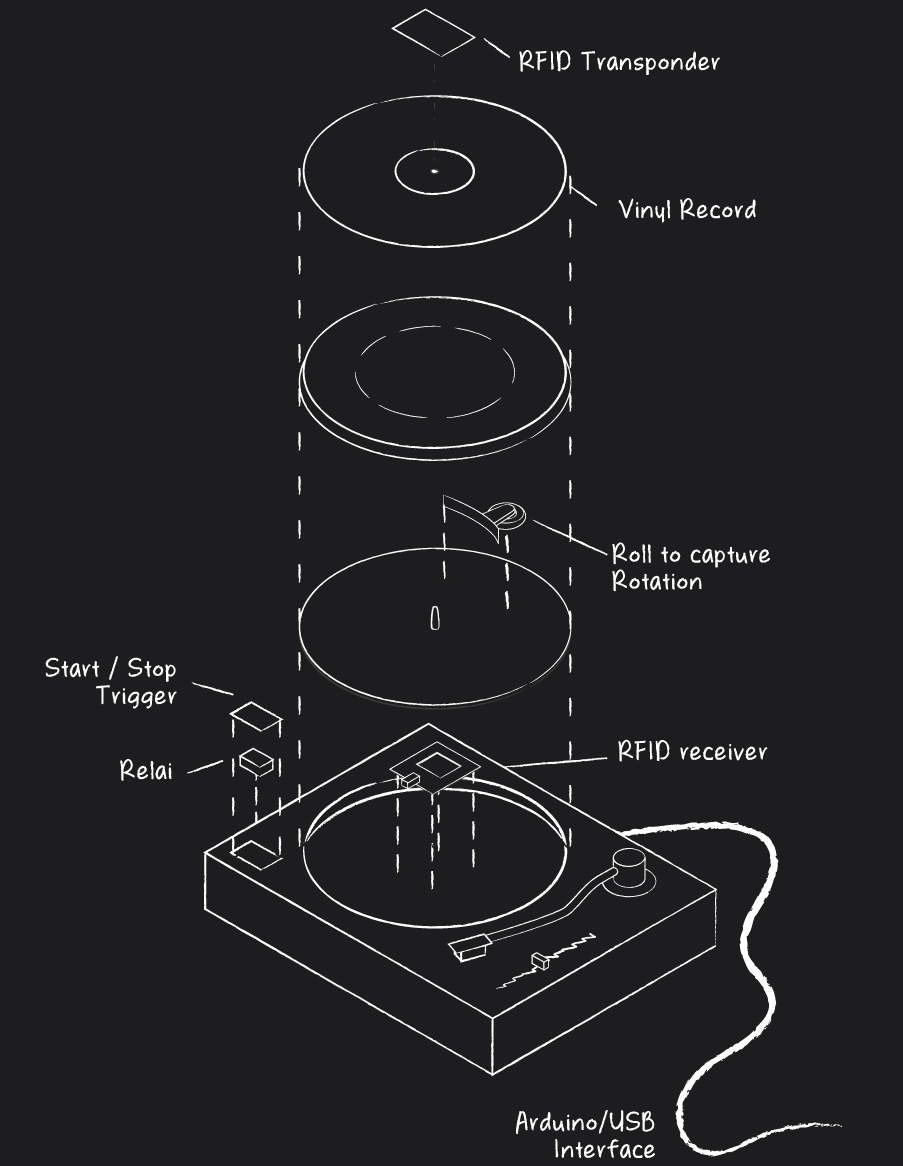 RFID Transponder
Vinyl Record
Roll to capture
Rotation
Start / Stop
Trigger
RFID receiver
Relai
Arduino/USB
Interface